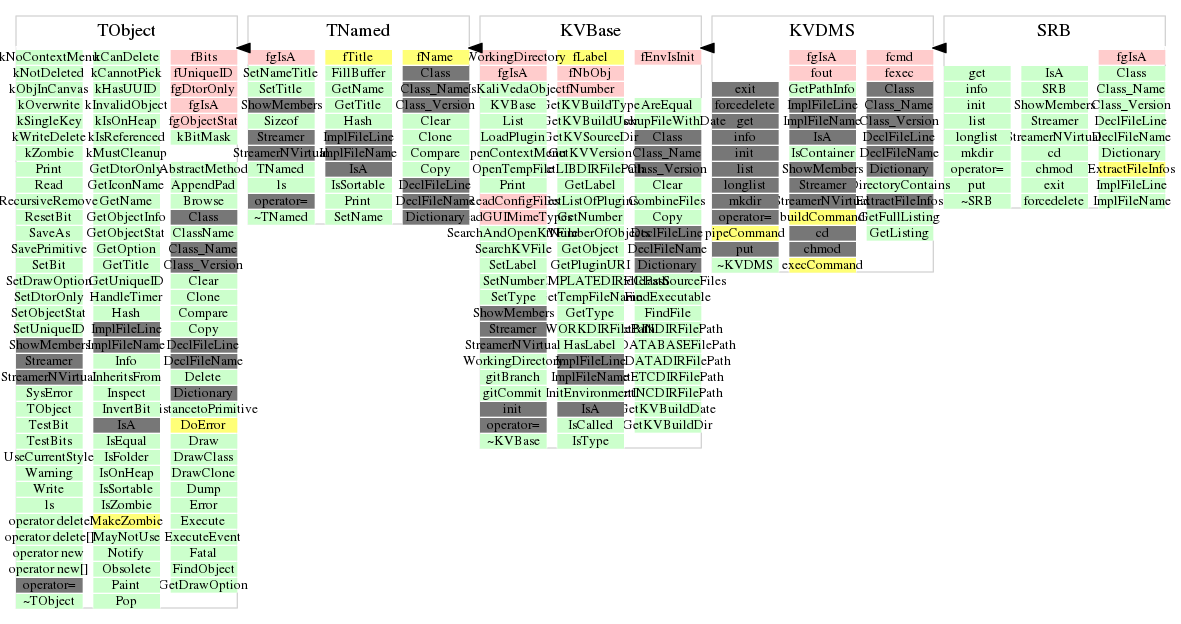 TObject TNamed KVBase KVDMS SRB
kNoContextMenu kCanDelete fBits fgIsA fTitle fName WorkingDirectory fLabel fEnvIsInit fgIsA fcmd fgIsA
kNotDeleted kCannotPick fUniqueID SetNameTitle FillBuffer Class fgIsA fNbObj fout fexec get IsA Class
kObjInCanvas kHasUUID fgDtorOnly SetTitle GetName Class_Name IsKaliVedaObject fNumber exit GetPathInfo Class info SRB Class_Name
kOverwrite kInvalidObject fgIsA ShowMembers GetTitle Class_Version KVBase GetKVBuildType AreEqual forcedelete ImplFileLine Class_Name init ShowMembers Class_Version
kSingleKey kIsOnHeap fgObjectStat Sizeof Hash Clear List BackupFileWithDate get ImplFileName Class_Version list Streamer DeclFileLine
kWriteDelete kIsReferenced kBitMask Streamer ImplFileLine Clone LoadPlugin GetKVSourceDir Class info IsA DeclFileLine longlist StreamerNVirtual DeclFileName
kZombie kMustCleanup StreamerNVirtual ImplFileName Compare OpenContextMenu GetKVVersion Class_Name init IsContainer DeclFileName mkdir cd Dictionary
Print GetDtorOnly AbstractMethod TNamed IsA Copy OpenTempFile Class_Version list ShowMembers Dictionary operator= chmod ExtractFileInfos
Read GetIconName AppendPad ls IsSortable DeclFileLine Print GetLabel Clear longlist Streamer DirectoryContains put exit ImplFileLine
RecursiveRemove GetName Browse operator= Print DeclFileName ReadConfigFiles GetListOfPlugins CombineFiles mkdir StreamerNVirtual ExtractFileInfos ~SRB forcedelete ImplFileName
ResetBit GetObjectInfo Class ~TNamed SetName Dictionary ReadGUIMimeTypes GetNumber Copy operator= buildCommand GetFullListing
SaveAs GetObjectStat ClassName SearchAndOpenKVFile GetNumberOfObjects DeclFileLine pipeCommand cd GetListing
SavePrimitive GetOption Class_Name SearchKVFile GetObject DeclFileName put chmod
SetBit GetTitle Class_Version SetLabel GetPluginURI Dictionary ~KVDMS execCommand
SetDrawOption GetUniqueID Clear SetNumber
SetDtorOnly HandleTimer Clone SetType GetTempFileName FindExecutable
SetObjectStat Hash Compare ShowMembers GetType FindFile
SetUniqueID ImplFileLine Copy Streamer
ShowMembers ImplFileName DeclFileLine StreamerNVirtual HasLabel GetDATABASEFilePath
Streamer Info DeclFileName WorkingDirectory ImplFileLine GetDATADIRFilePath
StreamerNVirtual InheritsFrom Delete gitBranch ImplFileName GetETCDIRFilePath
SysError Inspect Dictionary gitCommit InitEnvironment GetINCDIRFilePath
TObject InvertBit DistancetoPrimitive init IsA GetKVBuildDate
TestBit IsA DoError operator= IsCalled GetKVBuildDir
TestBits IsEqual Draw ~KVBase IsType
UseCurrentStyle IsFolder DrawClass
Warning IsOnHeap DrawClone
Write IsSortable Dump
ls IsZombie Error
operator delete MakeZombie Execute
operator delete[] MayNotUse ExecuteEvent
operator new Notify Fatal
operator new[] Obsolete FindObject
operator= Paint GetDrawOption
~TObject Pop